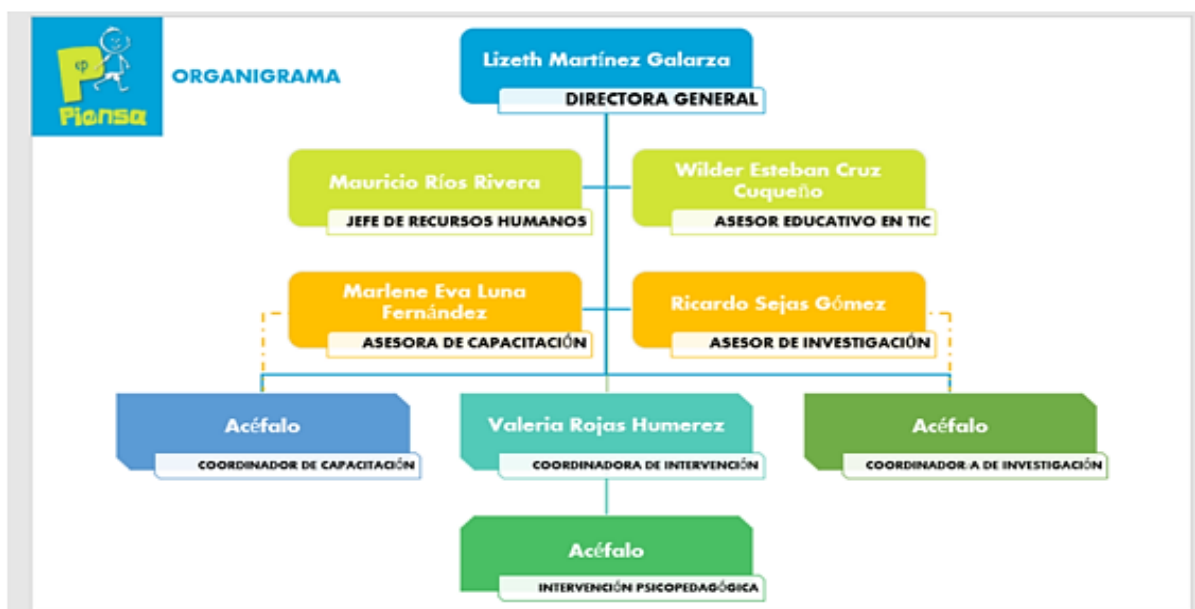 Piensa
ORGANIGRAMA
Lizeth Martínez Galarza
DIRECTORA GENERAL
Mauricio Ríos Rivera
JEFE DE RECURSOS HUMANOS
Wilder Esteban Cruz
Cuqueño
ASESOR EDUCATIVO EN TIC
Marlene Eva Luna
Fernández
ASESORA DE CAPACITACIÓN
Ricardo Sejas Gómez
ASESOR DE INVESTIGACIÓN
Acéfalo
COORDINADOR DE CAPACITACIÓN
Valeria Rojas Humerez
COORDINADORA DE INTERVENCIÓN
Acéfalo
COORDINADOR/A DE INVESTIGACIÓN
Acéfalo
INTERVENCIÓN PSICOPEDAGÓGICA